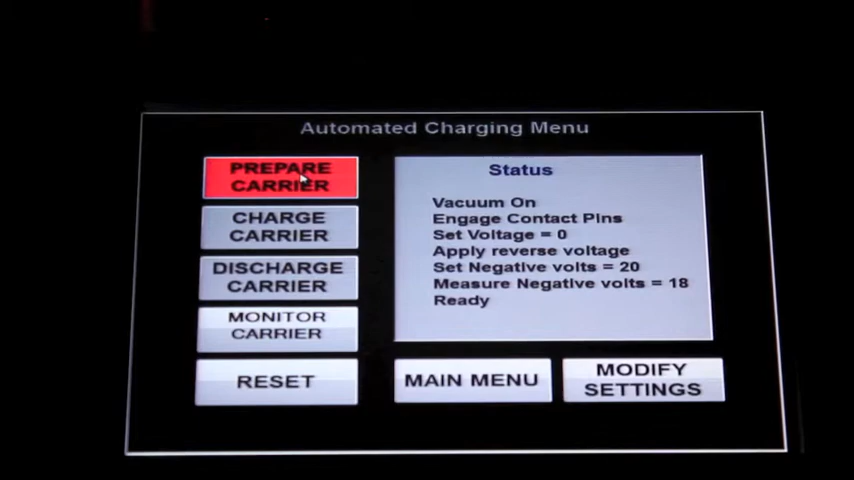 Automated Charging Menu
PREPARE
CARRIER
CHARGE
CARRIER
DISCHARGE
CARRIER
MONITOR
CARRIER
RESET
Status
Vacuum On
Engage Contact Pins
Set Voltage = 0
Apply reverse voltage
Set Negative volts = 20
Measure Negative volts = 18
Ready
MAIN MENU
MODIFY
SETTINGS